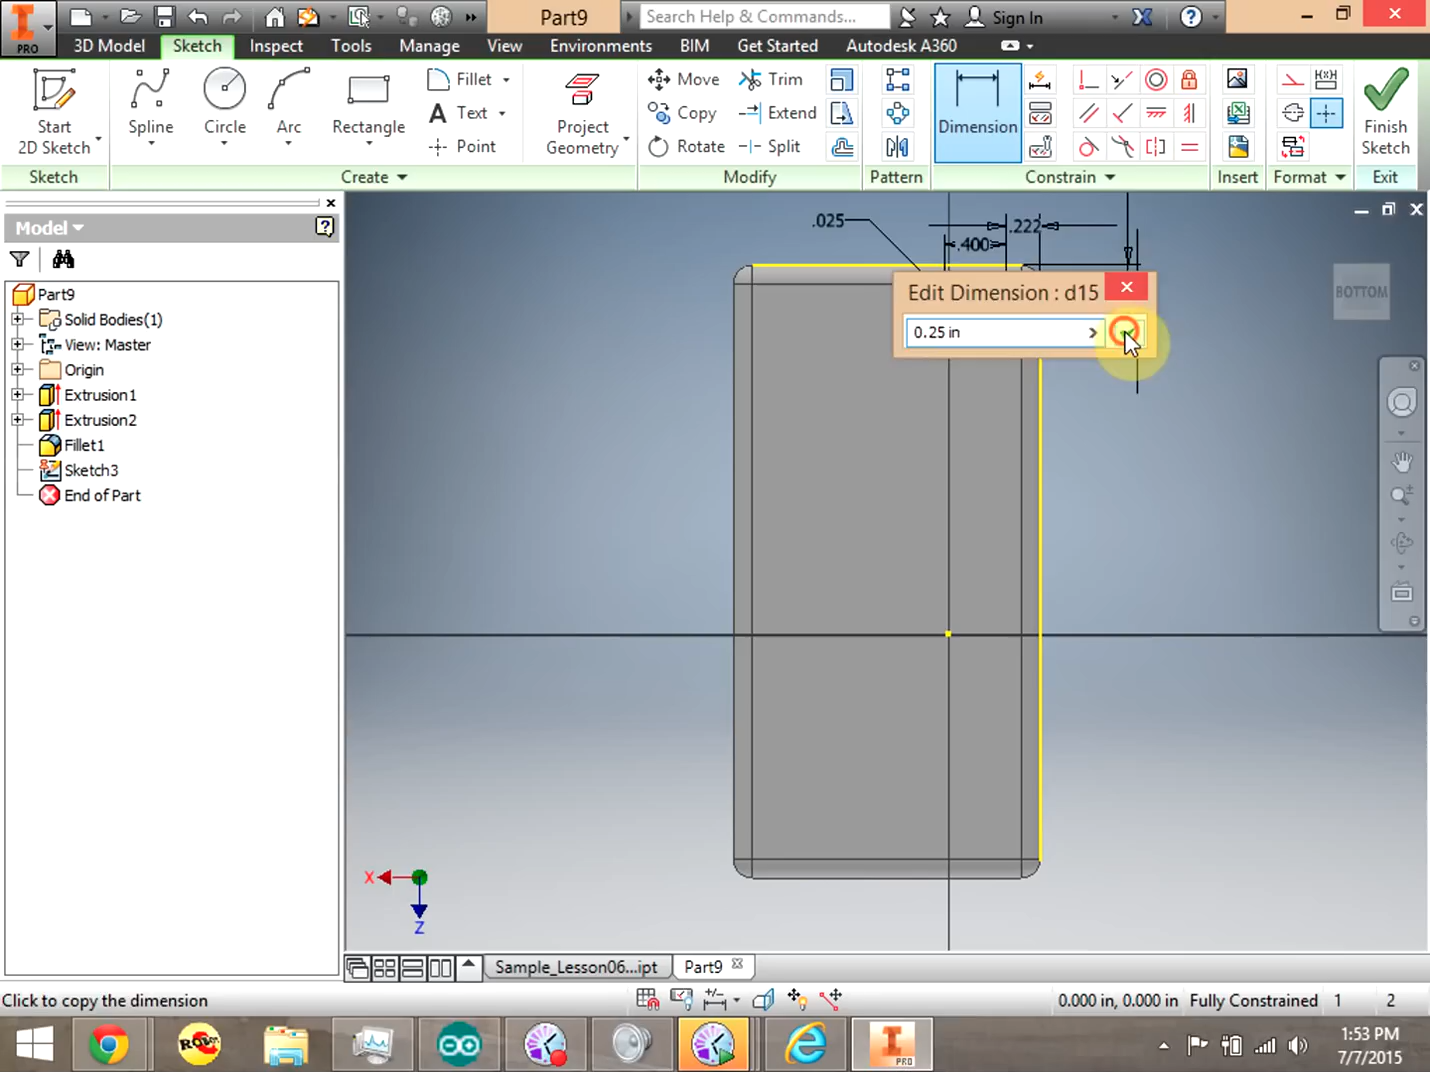 Part9
Search Help & Commands...
Sign In
PRO
3D Model
Sketch
Inspect
Tools
Manage
View
Environments
BIM
Get Started
Autodesk A360
Start
2D Sketch
Spline
Circle
Arc
Rectangle
Fillet
Text
Point
Project
Geometry
Move
Copy
Rotate
Trim
Extend
Split
Dimension
Finish
Sketch
Sketch
Create
Modify
Pattern
Constrain
Insert
Format
Exit
Model
Part9
Solid Bodies(1)
View: Master
Origin
Extrusion1
Extrusion2
Fillet1
Sketch3
End of Part
.025
.400
.222
Edit Dimension : d15
0.25 in
BOTTOM
X
Z
Sample_Lesson06...ipt
Part9
Click to copy the dimension
0.000 in, 0.000 in
Fully Constrained
1
2
PRO
1:53 PM
7/7/2015